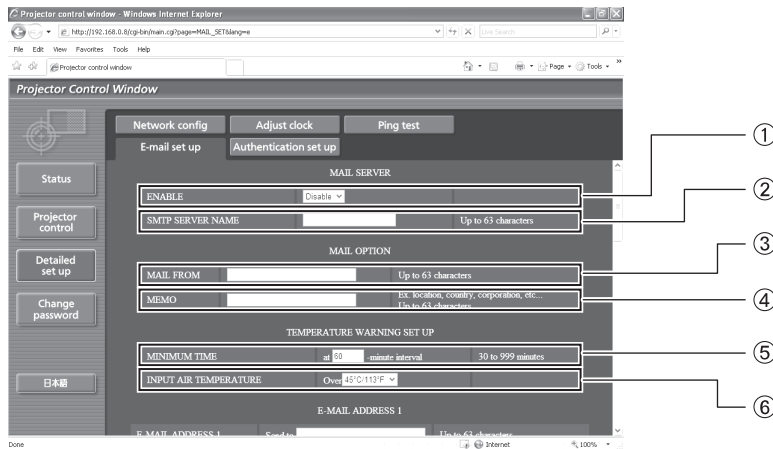 Projector control window - Windows Internet Explorer
http://192.168.0.8/cgi-bin/main.cgi?page=MAIL_SET&lang=e
Live Search
File Edit View Favorites Tools Help
Projector control window
Page Tools
Projector Control Window
Network config Adjust clock Ping test
E-mail set up Authentication set up
Status
Projector control
Detailed set up
Change password
日本語
MAIL SERVER
ENABLE Disable
SMTP SERVER NAME Up to 63 characters
MAIL OPTION
MAIL FROM Up to 63 characters
MEMO Ex. location, country, corporation, etc...
Up to 63 characters
TEMPERATURE WARNING SET UP
MINIMUM TIME at 60 -minute interval 30 to 999 minutes
INPUT AIR TEMPERATURE Over 45°C/113°F
E-MAIL ADDRESS 1
E-MAIL ADDRESS 1 Send to Up to 63 characters
Done Internet 100%
①
②
③
④
⑤
⑥